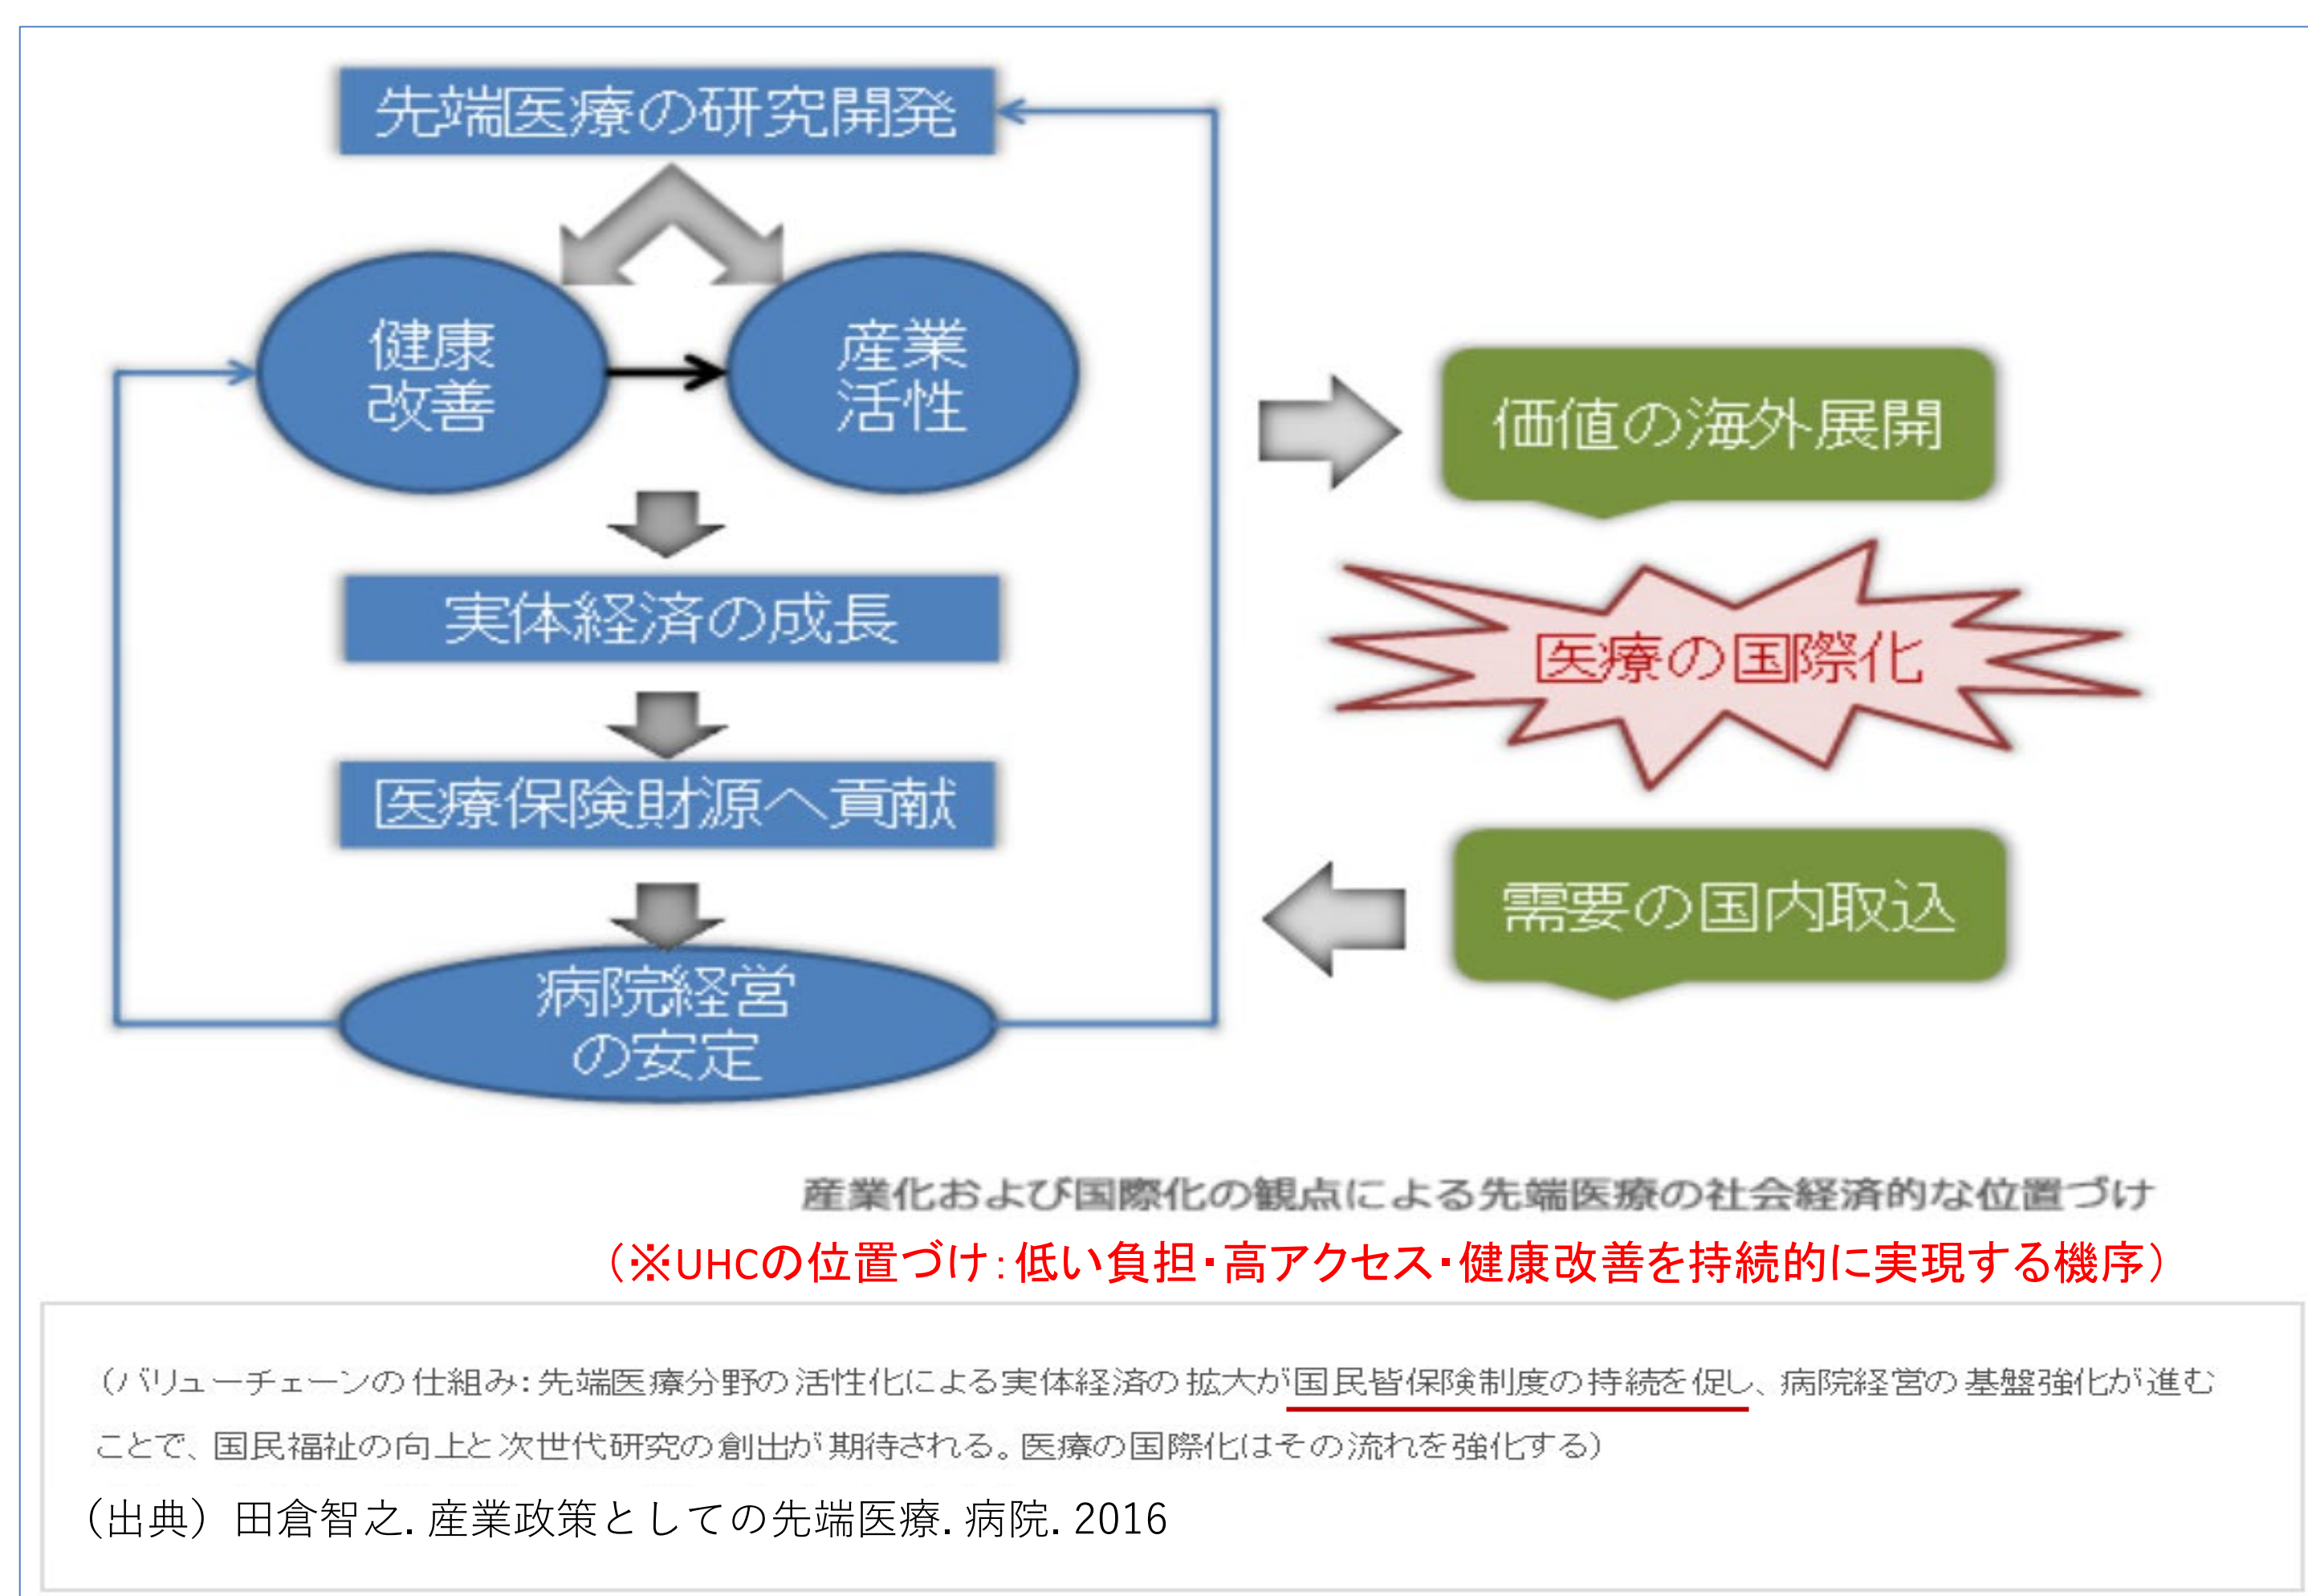 先端医療の研究開発
健康
改善
産業
活性
実体経済の成長
医療保険財源へ貢献
病院経営
の安定
価値の海外展開
医療の国際化
需要の国内取込
産業化および国際化の観点による先端医療の社会経済的な位置づけ
（※UHCの位置づけ：低い負担・高アクセス・健康改善を持続的に実現する機序）
（バリューチェーンの仕組み：先端医療分野の活性化による実体経済の拡大が国民皆保険制度の持続を促し、病院経営の基盤強化が進む
ことで、国民福祉の向上と次世代研究の創出が期待される。医療の国際化はその流れを強化する）
（出典）田倉智之．産業政策としての先端医療．病院．2016